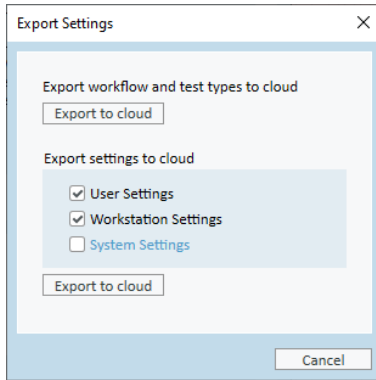 Export Settings
Export workflow and test types to cloud
Export to cloud
Export settings to cloud
User Settings
Workstation Settings
System Settings
Export to cloud
Cancel